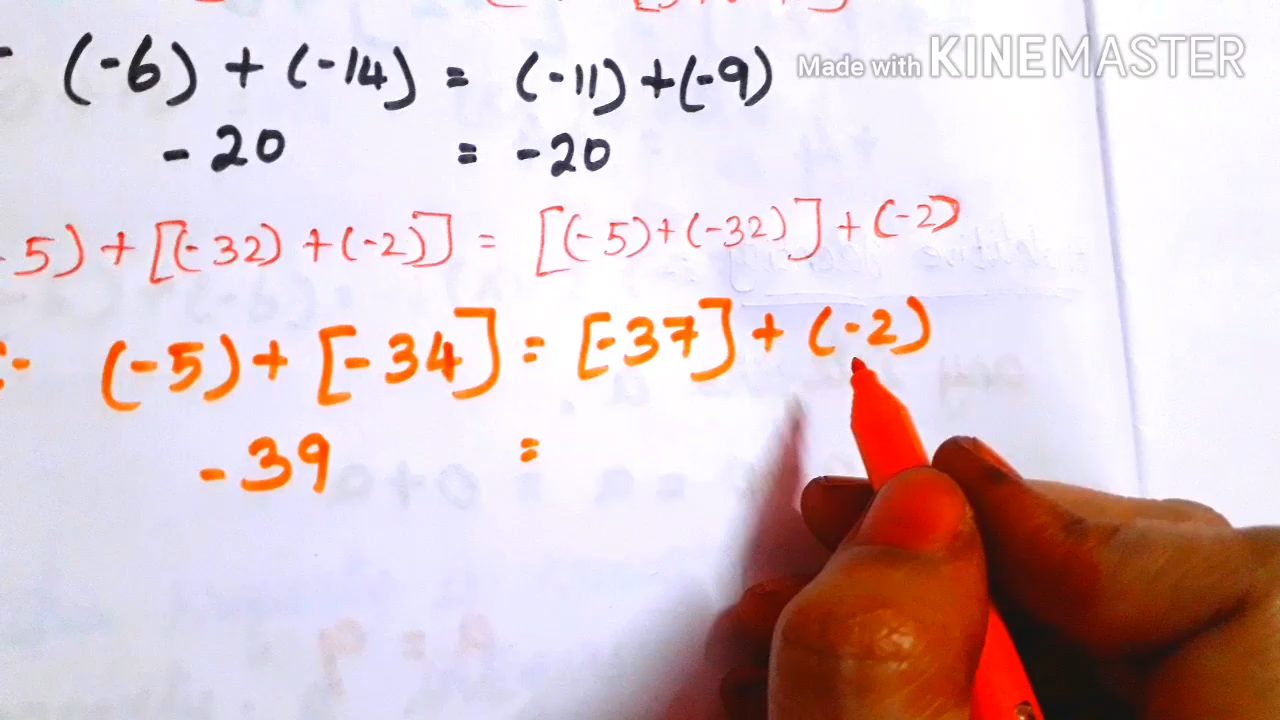 Made with KINEMASTER
(-6) + (-14) = (-11) + (-9)
-20 = -20
5) + [(-32) + (-2)] = [(-5) + (-32)] + (-2)
(-5) + [-34] = [-37] + (-2)
-39 =